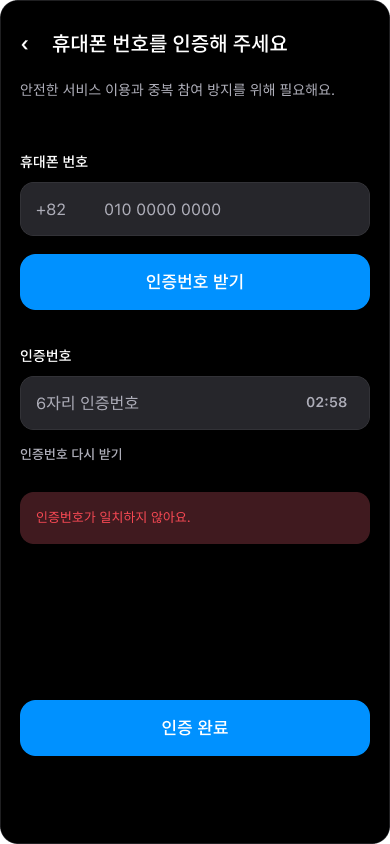 ‹ 휴대폰 번호를 인증해 주세요
안전한 서비스 이용과 중복 참여 방지를 위해 필요해요.
휴대폰 번호
+82 010 0000 0000
인증번호 받기
인증번호
6자리 인증번호 02:58
인증번호 다시 받기
인증번호가 일치하지 않아요.
인증 완료